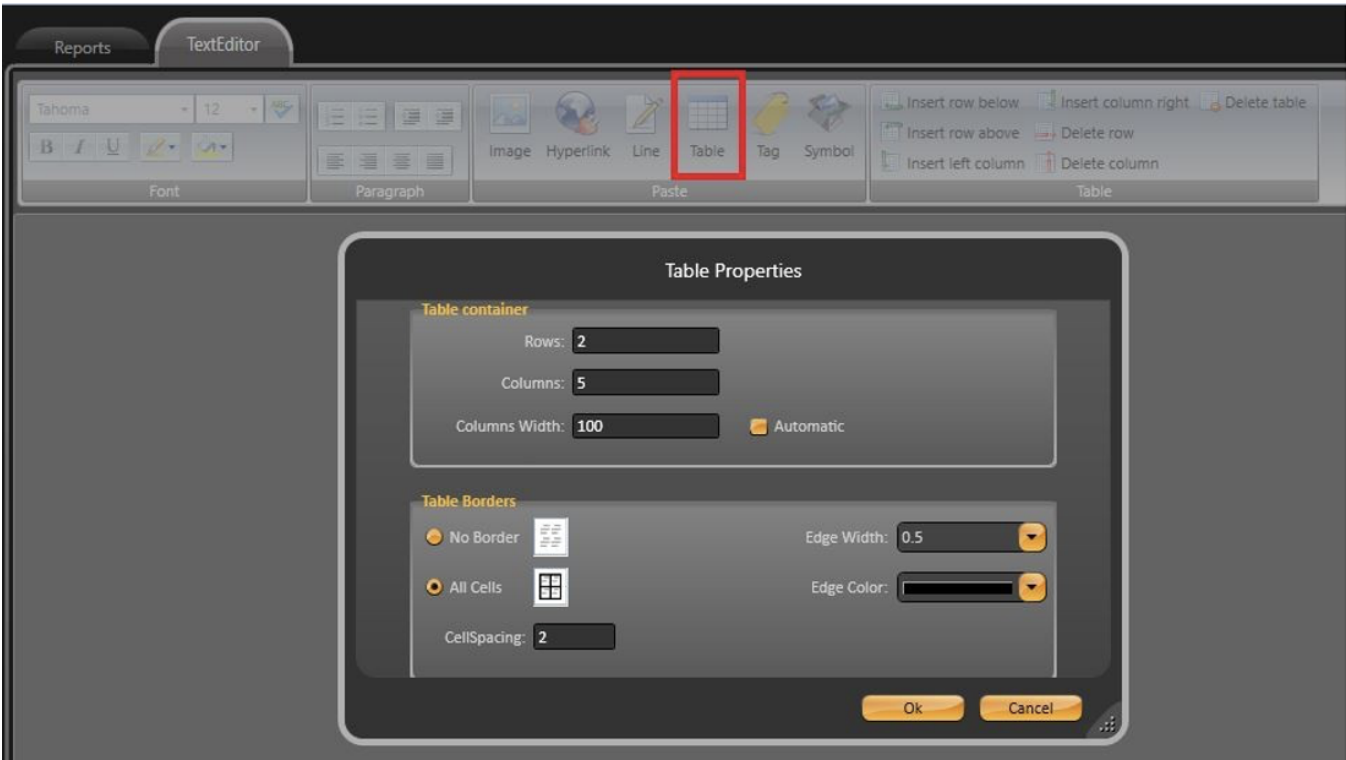 Reports TextEditor
Tahoma 12 ABC
Insert row below Insert column right Delete table
B I U
Image Hyperlink Line Table Tag Symbol
Insert row above Delete row
Insert left column Delete column
Font Paragraph Paste Table
Table Properties
Table container
Rows: 2
Columns: 5
Columns Width: 100 Automatic
Table Borders
No Border Edge Width: 0.5
All Cells Edge Color:
CellSpacing: 2
Ok Cancel